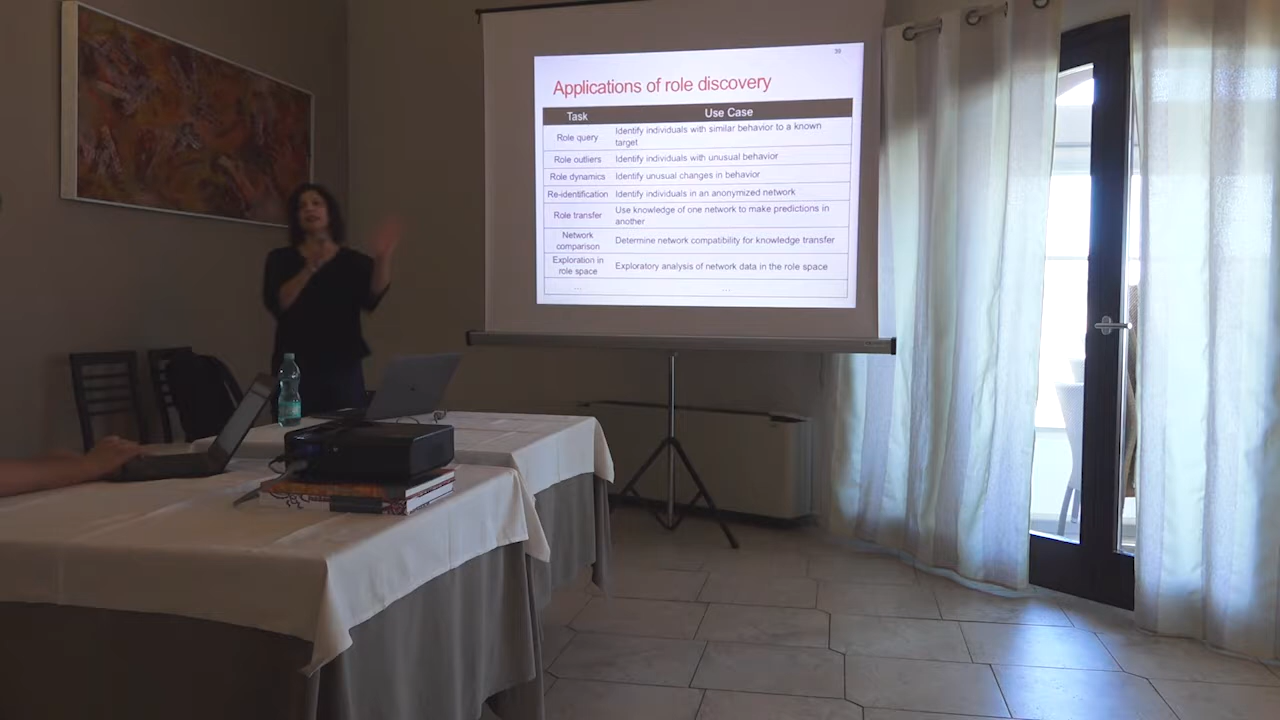 39
Applications of role discovery
Task Use Case
Role query Identify individuals with similar behavior to a known
target
Role outliers Identify individuals with unusual behavior
Role dynamics Identify unusual changes in behavior
Re-identification Identify individuals in an anonymized network
Role transfer Use knowledge of one network to make predictions in
another
Network
comparison Determine network compatibility for knowledge transfer
Exploration in
role space Exploratory analysis of network data in the role space
... ...